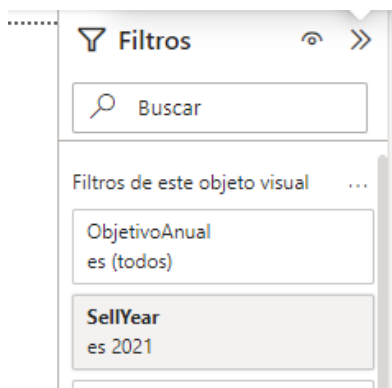 Filtros
Buscar
Filtros de este objeto visual
ObjetivoAnual
es (todos)
SellYear
es 2021